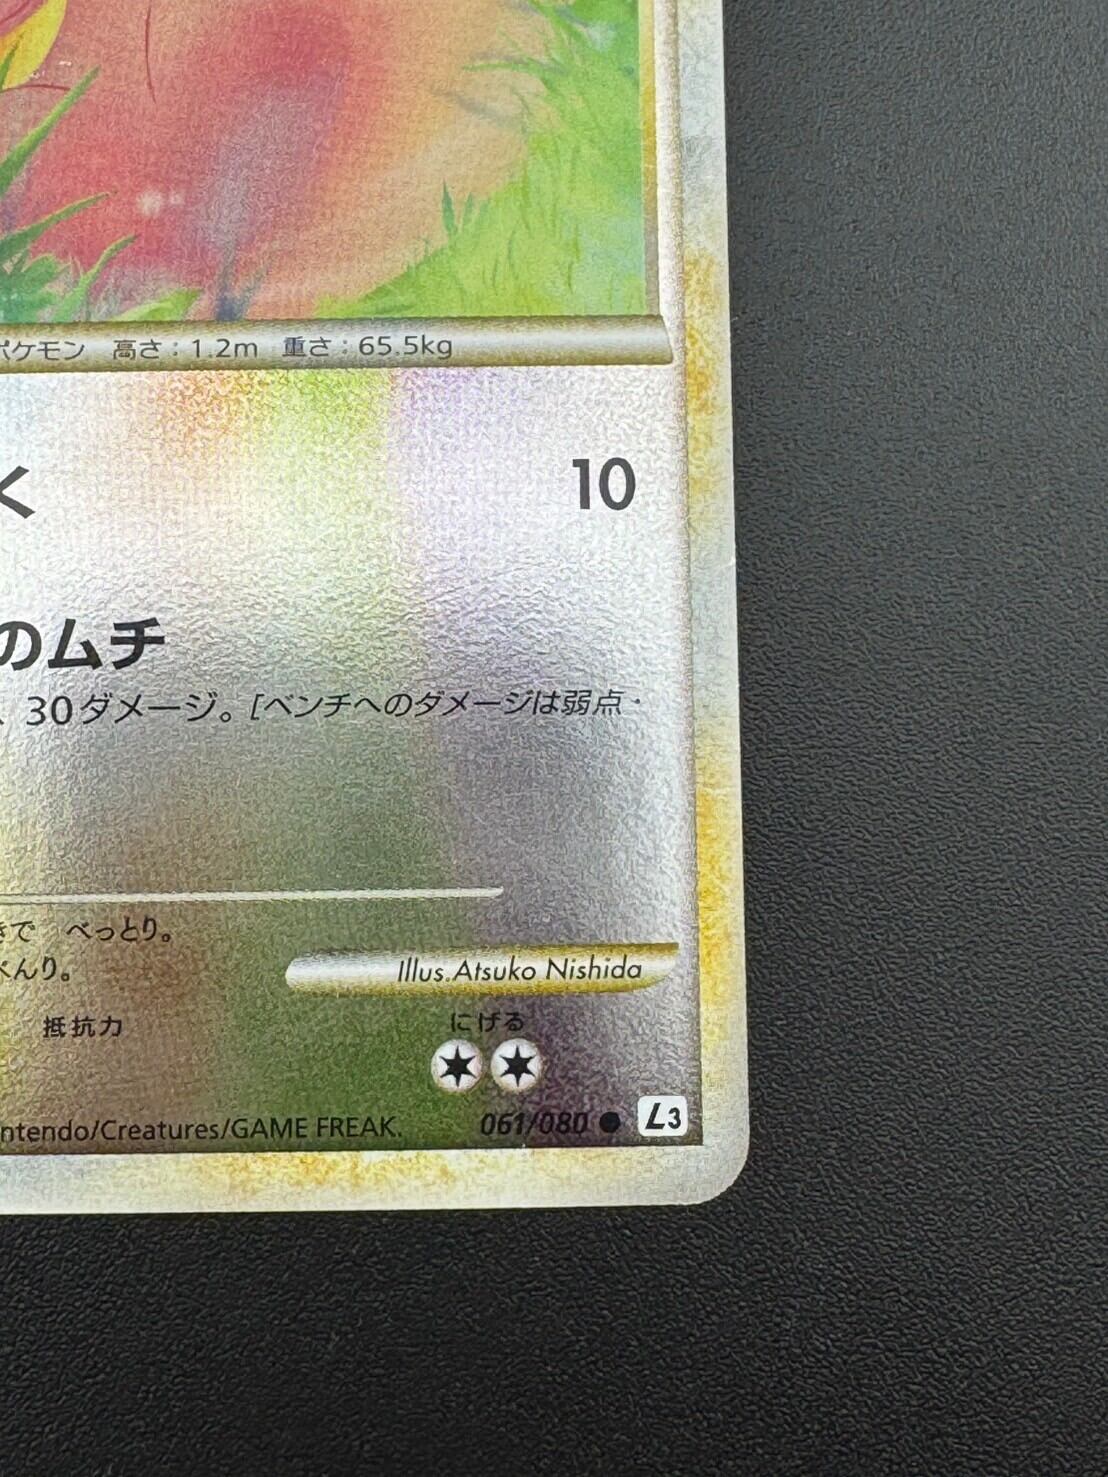 ポケモン 高さ：1.2m 重さ：65.5kg
く 10
のムチ
、30ダメージ。[ベンチへのダメージは弱点・
きで べっとり。
べんり。
Illus.Atsuko Nishida
抵抗力 にげる
ntendo/Creatures/GAME FREAK. 061/080 ● L3